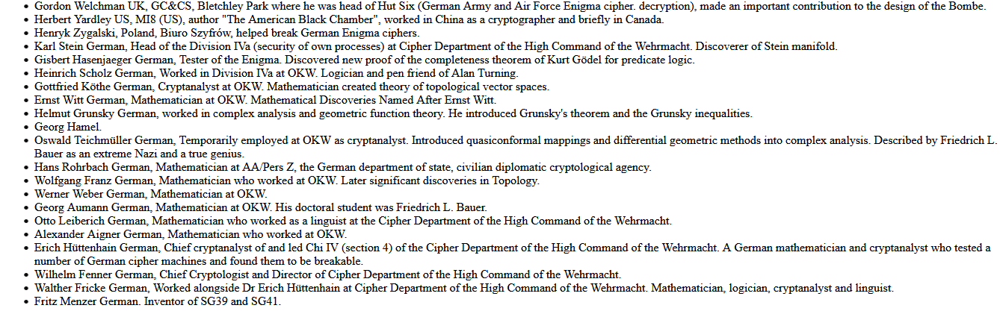 • Gordon Welchman UK, GC&CS, Bletchley Park where he was head of Hut Six (German Army and Air Force Enigma cipher. decryption), made an important contribution to the design of the Bombe.
• Herbert Yardley US, MI8 (US), author "The American Black Chamber", worked in China as a cryptographer and briefly in Canada.
• Henryk Zygalski, Poland, Biuro Szyfrów, helped break German Enigma ciphers.
• Karl Stein German, Head of the Division IVa (security of own processes) at Cipher Department of the High Command of the Wehrmacht. Discoverer of Stein manifold.
• Gisbert Hasenjaeger German, Tester of the Enigma. Discovered new proof of the completeness theorem of Kurt Gödel for predicate logic.
• Heinrich Scholz German, Worked in Division IVa at OKW. Logician and pen friend of Alan Turning.
• Gottfried Köthe German, Cryptanalyst at OKW. Mathematician created theory of topological vector spaces.
• Ernst Witt German, Mathematician at OKW. Mathematical Discoveries Named After Ernst Witt.
• Helmut Grunsky German, worked in complex analysis and geometric function theory. He introduced Grunsky's theorem and the Grunsky inequalities.
• Georg Hamel.
• Oswald Teichmüller German, Temporarily employed at OKW as cryptanalyst. Introduced quasiconformal mappings and differential geometric methods into complex analysis. Described by Friedrich L.
Bauer as an extreme Nazi and a true genius.
• Hans Rohrbach German, Mathematician at AA/Pers Z, the German department of state, civilian diplomatic cryptological agency.
• Wolfgang Franz German, Mathematician who worked at OKW. Later significant discoveries in Topology.
• Werner Weber German, Mathematician at OKW.
• Georg Aumann German, Mathematician at OKW. His doctoral student was Friedrich L. Bauer.
• Otto Leiberich German, Mathematician who worked as a linguist at the Cipher Department of the High Command of the Wehrmacht.
• Alexander Aigner German, Mathematician who worked at OKW.
• Erich Hüttenhain German, Chief cryptanalyst of and led Chi IV (section 4) of the Cipher Department of the High Command of the Wehrmacht. A German mathematician and cryptanalyst who tested a
number of German cipher machines and found them to be breakable.
• Wilhelm Fenner German, Chief Cryptologist and Director of Cipher Department of the High Command of the Wehrmacht.
• Walther Fricke German, Worked alongside Dr Erich Hüttenhain at Cipher Department of the High Command of the Wehrmacht. Mathematician, logician, cryptanalyst and linguist.
• Fritz Menzer German. Inventor of SG39 and SG41.